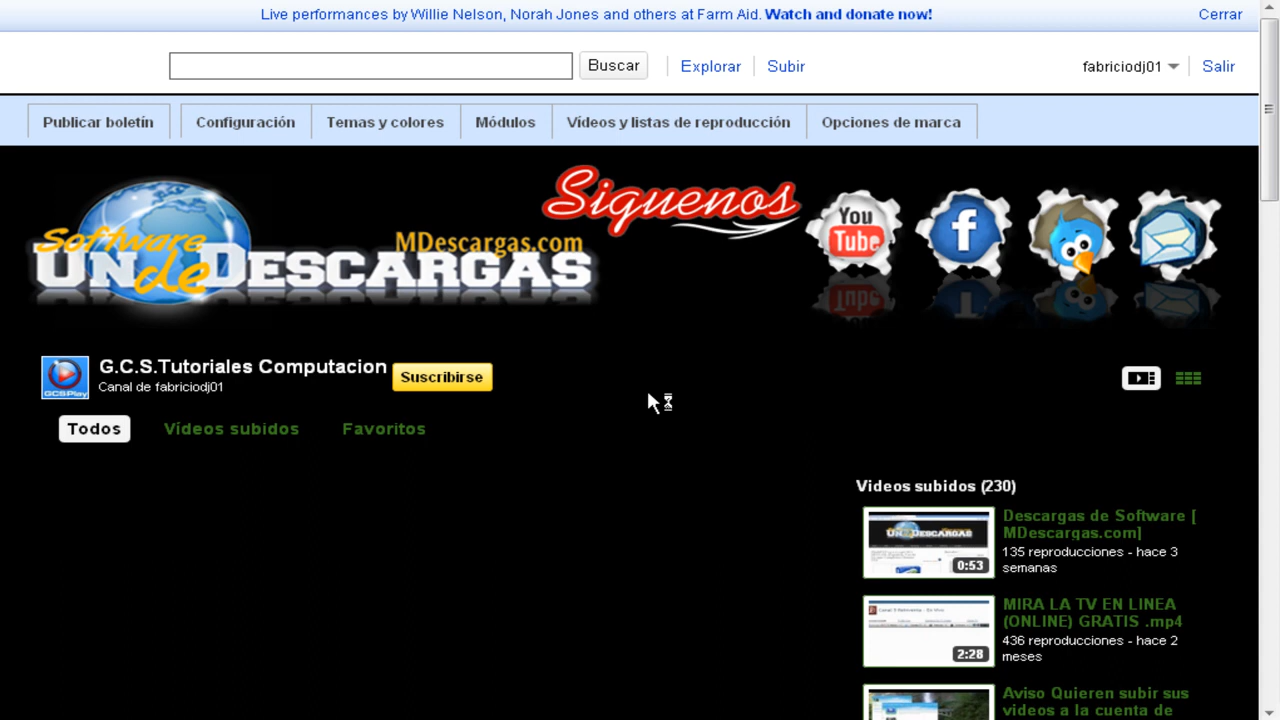 Live performances by Willie Nelson, Norah Jones and others at Farm Aid. Watch and donate now! Cerrar
Buscar Explorar Subir fabriciodj01 Salir
Publicar boletín Configuración Temas y colores Módulos Vídeos y listas de reproducción Opciones de marca
Siguenos
Software
MDescargas.com
UN de DESCARGAS
You
Tube
f
G.C.S.Tutoriales Computacion Suscribirse
Canal de fabriciodj01
GCSPlay
Todos Vídeos subidos Favoritos
Videos subidos (230)
Descargas de Software [
MDescargas.com]
135 reproducciones - hace 3
semanas
0:53
MIRA LA TV EN LINEA
(ONLINE) GRATIS .mp4
436 reproducciones - hace 2
meses
2:28
Aviso Quieren subir sus
videos a la cuenta de